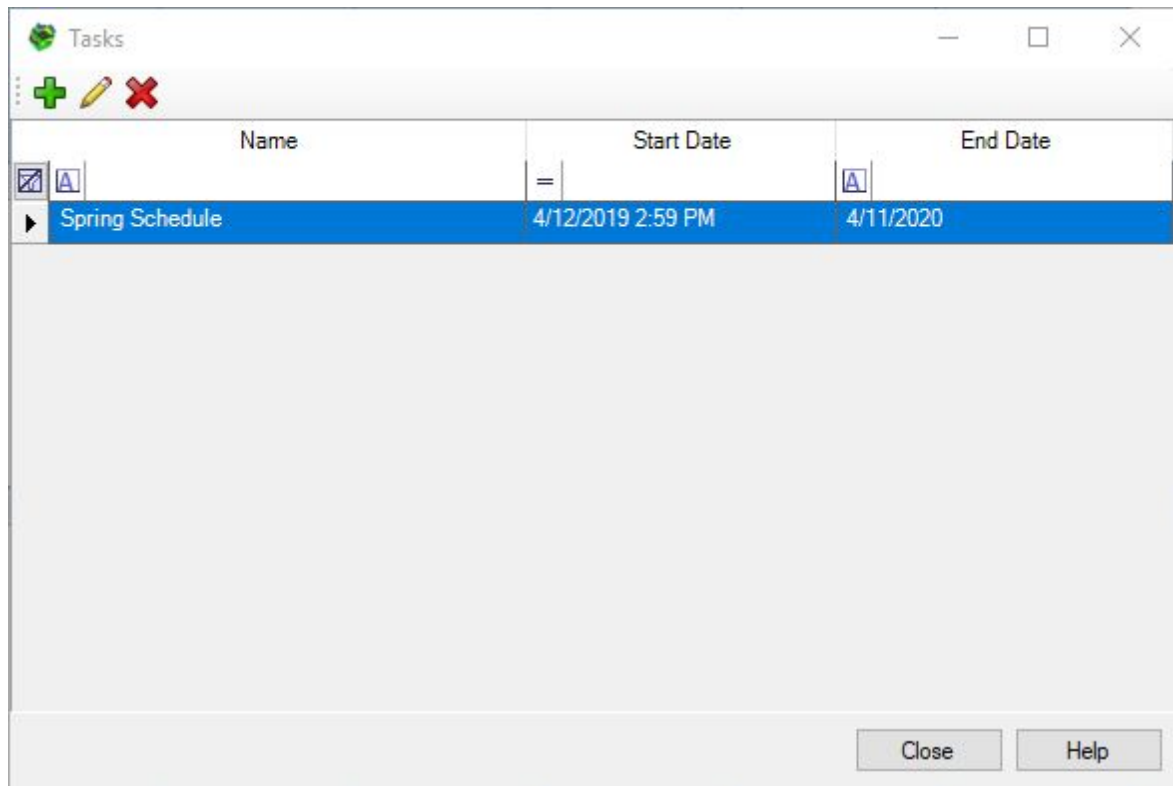 Tasks
Name Start Date End Date
A = A
Spring Schedule 4/12/2019 2:59 PM 4/11/2020
Close Help